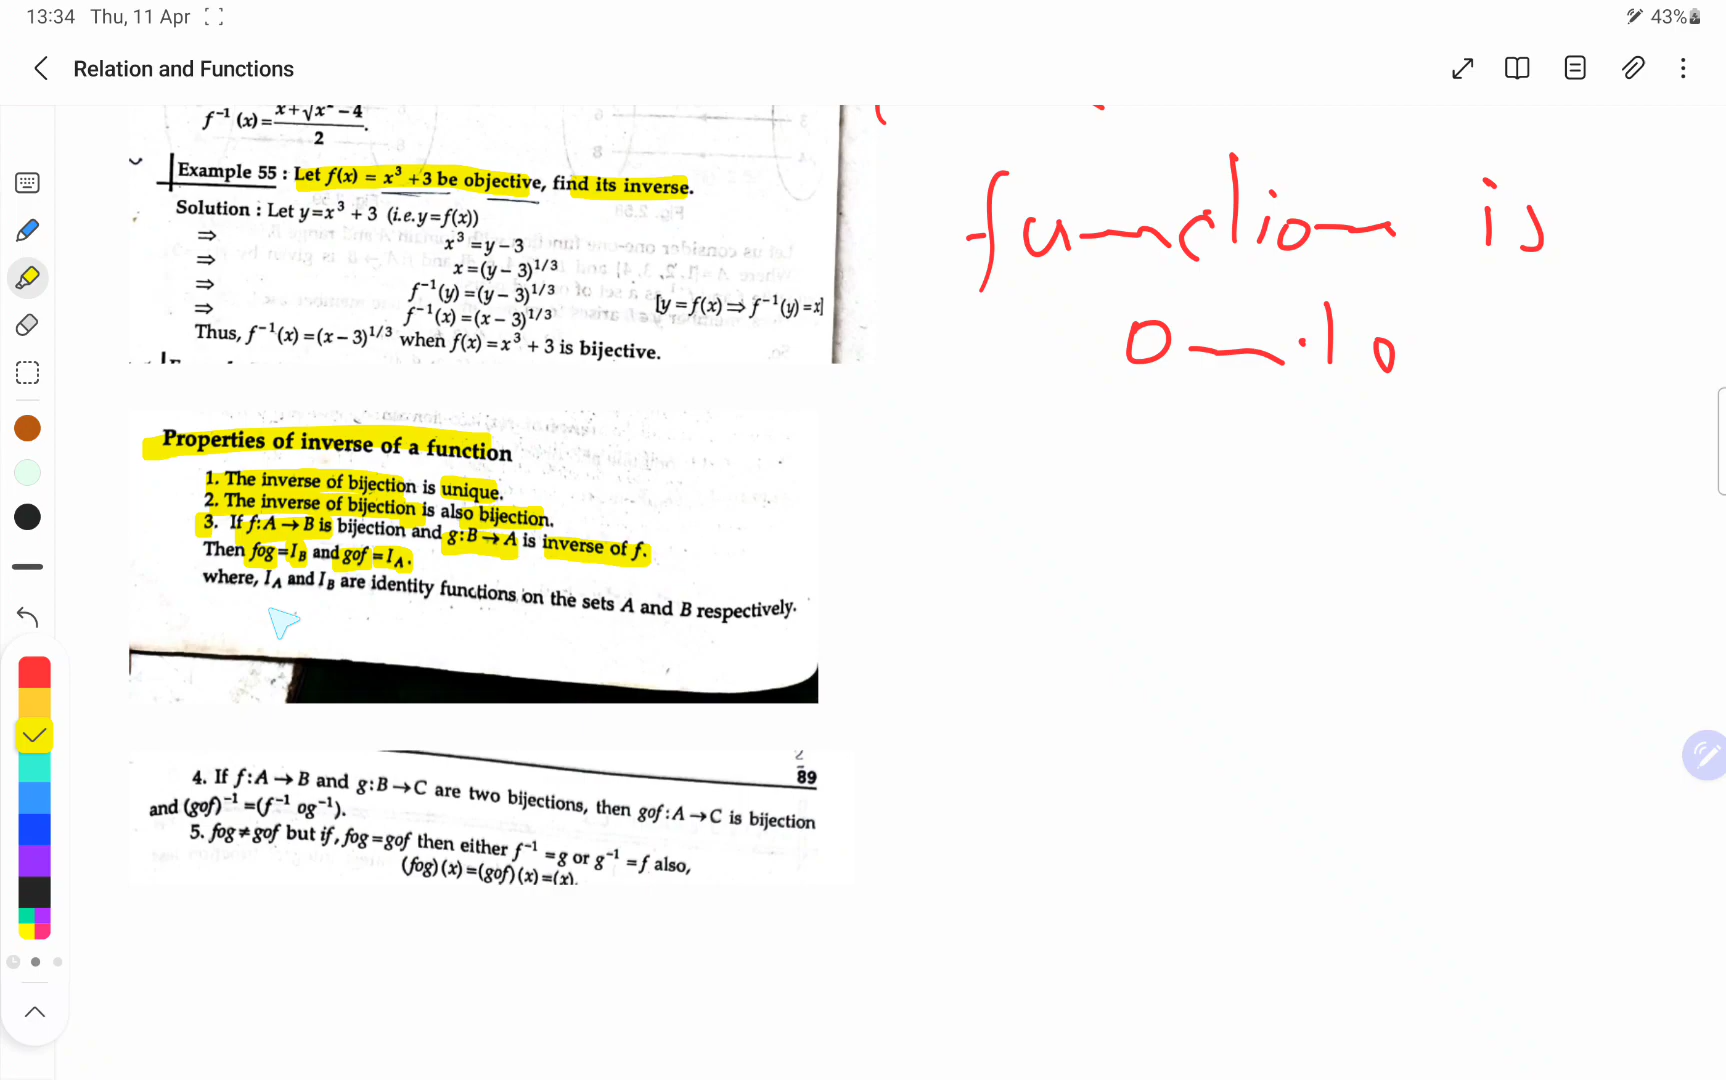 13:34 Thu, 11 Apr 43%
Relation and Functions
f⁻¹ (x) = x+√x² −4 / 2.
Example 55 : Let f(x) = x³ +3 be objective, find its inverse.
Solution : Let y=x³ +3 (i.e.y=f(x))
⇒ x³ =y−3
⇒ x=(y−3)^1/3
⇒ f⁻¹(y) =(y−3)^1/3 [y=f(x)⇒f⁻¹(y)=x]
⇒ f⁻¹(x) =(x−3)^1/3
Thus, f⁻¹(x) =(x−3)^1/3 when f(x)=x³ +3 is bijective.
Properties of inverse of a function
1. The inverse of bijection is unique.
2. The inverse of bijection is also bijection.
3. If f:A→B is bijection and g:B→A is inverse of f.
Then fog=I_B and gof=I_A.
where, I_A and I_B are identity functions on the sets A and B respectively.
89
4. If f:A→B and g:B→C are two bijections, then gof:A→C is bijection
and (gof)⁻¹ =(f⁻¹ og⁻¹).
5. fog≠gof but if, fog=gof then either f⁻¹ =g or g⁻¹ =f also,
(fog)(x)=(gof)(x)=(x).
function is
onto